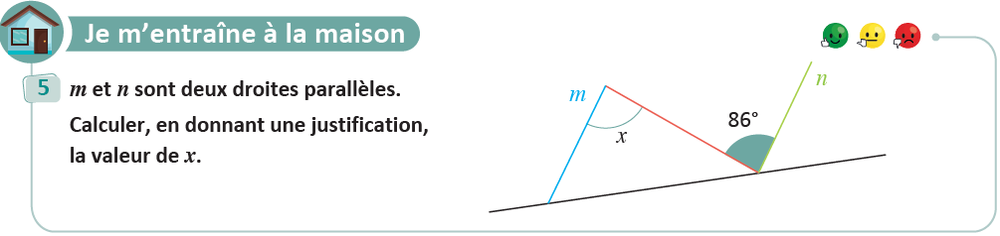 Je m’entraîne à la maison
5 m et n sont deux droites parallèles.
Calculer, en donnant une justification,
la valeur de x.
m
x
86°
n